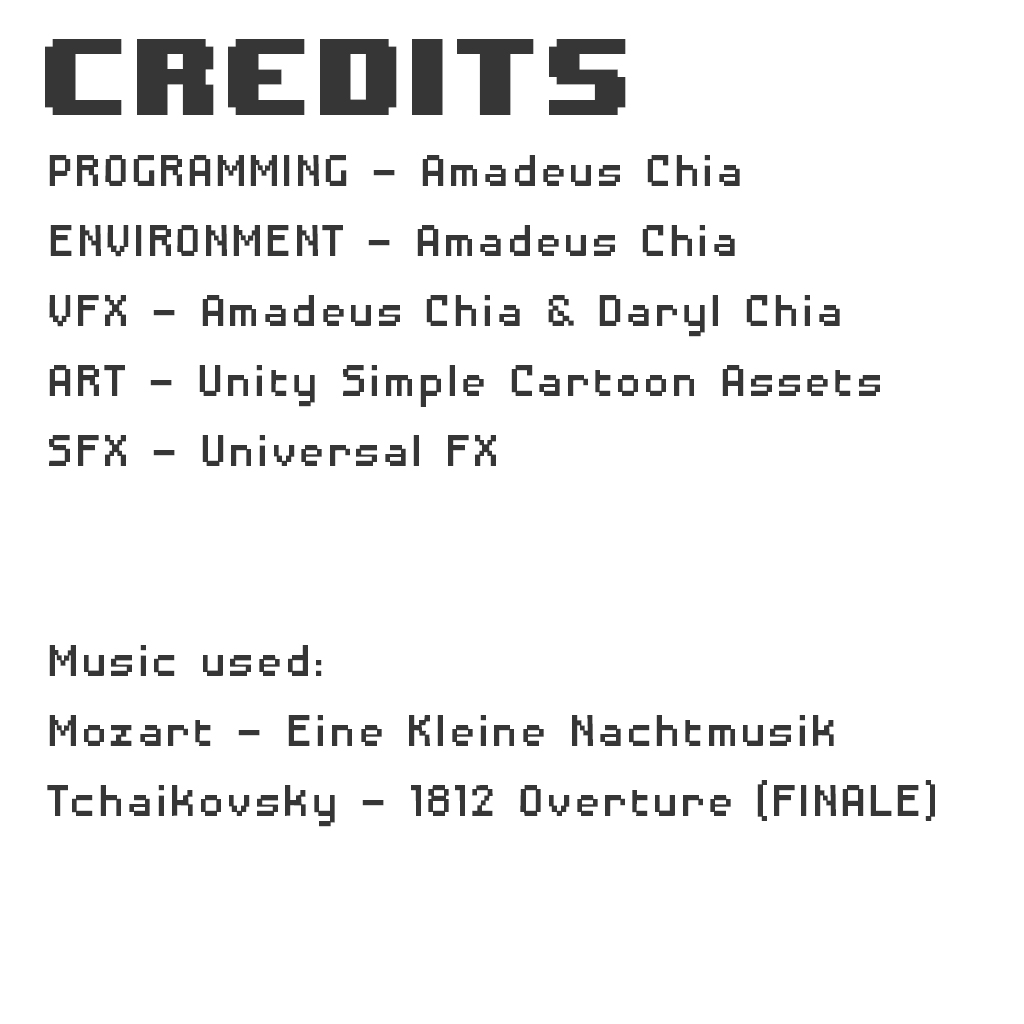 CREDITS
PROGRAMMING - Amadeus Chia
ENVIRONMENT - Amadeus Chia
VFX - Amadeus Chia & Daryl Chia
ART - Unity Simple Cartoon Assets
SFX - Universal FX
Music used:
Mozart - Eine Kleine Nachtmusik
Tchaikovsky - 1812 Overture (FINALE)